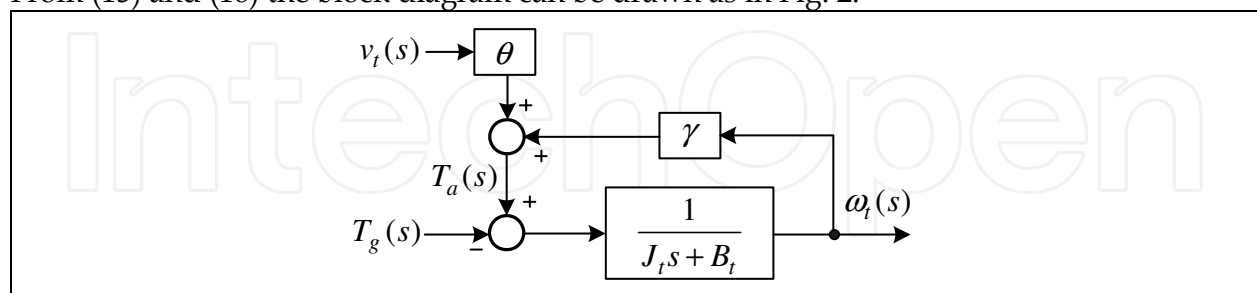 From (15) and (16) the block diagram can be drawn as in Fig. 2.
IntechOpen
v_t(s)
θ
+
+
γ
T_a(s)
+
ω_t(s)
T_g(s)
−
1
J_t s + B_t